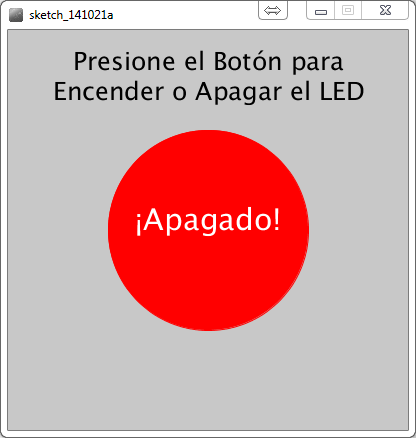 sketch_141021a
Presione el Botón para
Encender o Apagar el LED
¡Apagado!